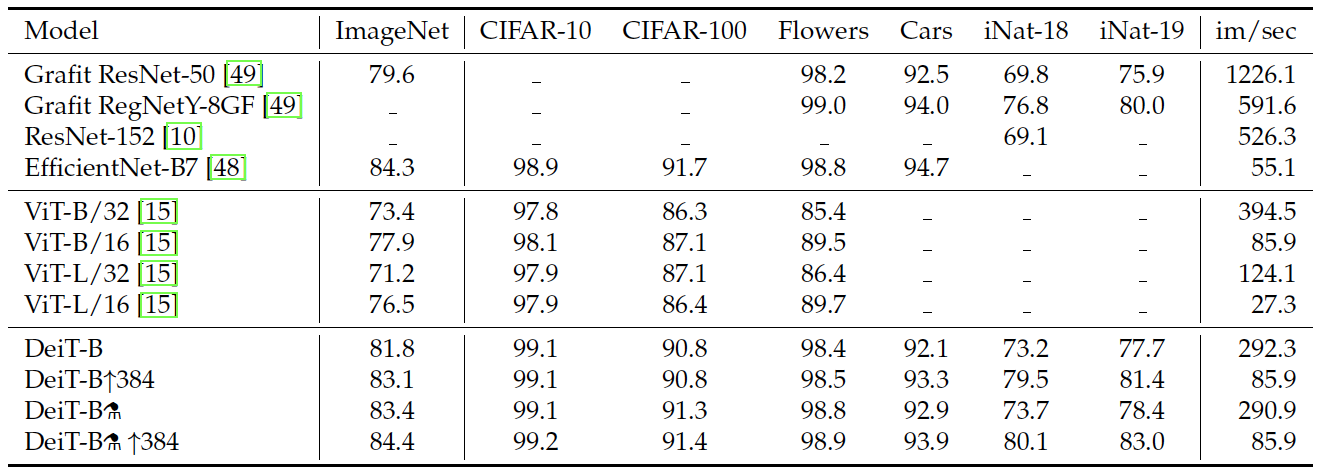 Model ImageNet CIFAR-10 CIFAR-100 Flowers Cars iNat-18 iNat-19 im/sec
Grafit ResNet-50 [49] 79.6 _ _ 98.2 92.5 69.8 75.9 1226.1
Grafit RegNetY-8GF [49] _ _ _ 99.0 94.0 76.8 80.0 591.6
ResNet-152 [10] _ _ _ _ _ 69.1 _ 526.3
EfficientNet-B7 [48] 84.3 98.9 91.7 98.8 94.7 _ _ 55.1
ViT-B/32 [15] 73.4 97.8 86.3 85.4 _ _ _ 394.5
ViT-B/16 [15] 77.9 98.1 87.1 89.5 _ _ _ 85.9
ViT-L/32 [15] 71.2 97.9 87.1 86.4 _ _ _ 124.1
ViT-L/16 [15] 76.5 97.9 86.4 89.7 _ _ _ 27.3
DeiT-B 81.8 99.1 90.8 98.4 92.1 73.2 77.7 292.3
DeiT-B↑384 83.1 99.1 90.8 98.5 93.3 79.5 81.4 85.9
DeiT-B⚗ 83.4 99.1 91.3 98.8 92.9 73.7 78.4 290.9
DeiT-B⚗ ↑384 84.4 99.2 91.4 98.9 93.9 80.1 83.0 85.9